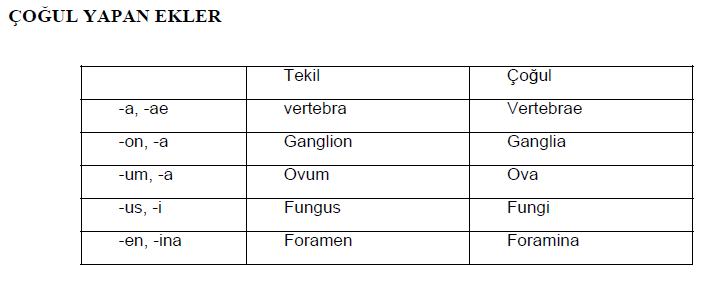 ÇOĞUL YAPAN EKLER
Tekil Çoğul
-a, -ae vertebra Vertebrae
-on, -a Ganglion Ganglia
-um, -a Ovum Ova
-us, -i Fungus Fungi
-en, -ina Foramen Foramina